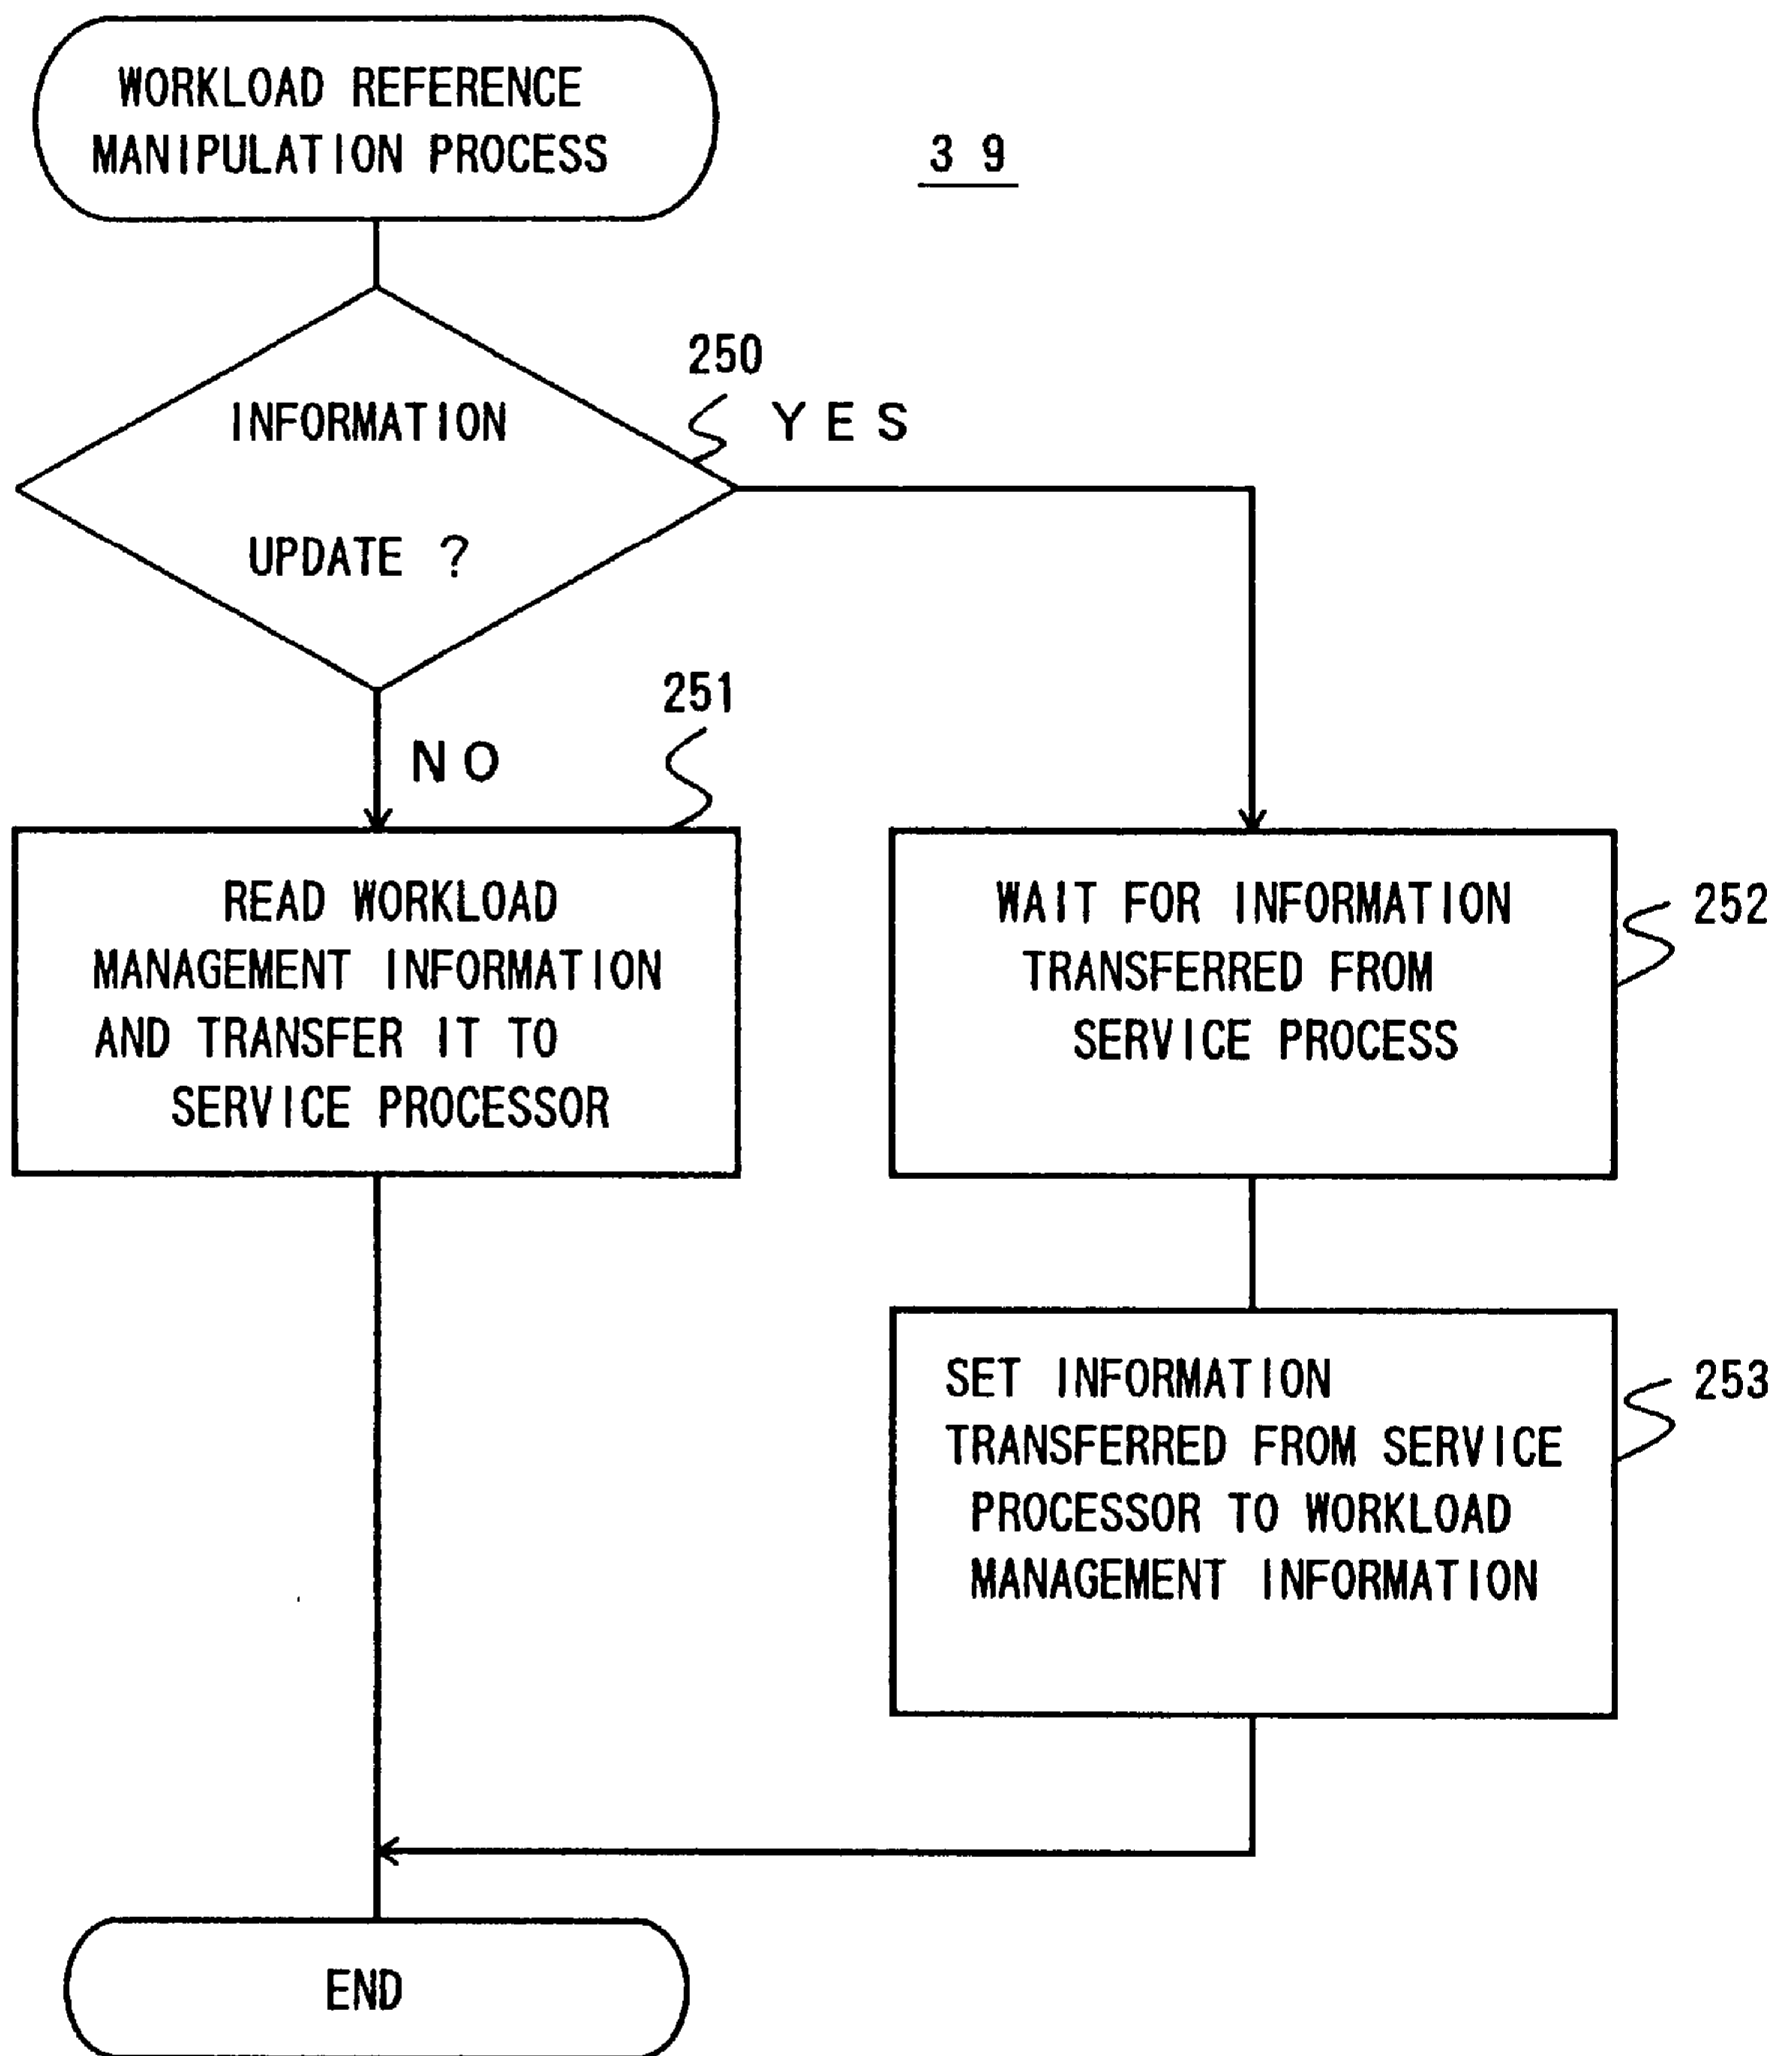 WORKLOAD REFERENCE
MANIPULATION PROCESS
3 9
250
INFORMATION
YES
UPDATE ?
251
NO
READ WORKLOAD
MANAGEMENT INFORMATION
AND TRANSFER IT TO
SERVICE PROCESSOR
WAIT FOR INFORMATION
TRANSFERRED FROM
SERVICE PROCESS
252
SET INFORMATION
TRANSFERRED FROM SERVICE
PROCESSOR TO WORKLOAD
MANAGEMENT INFORMATION
253
END